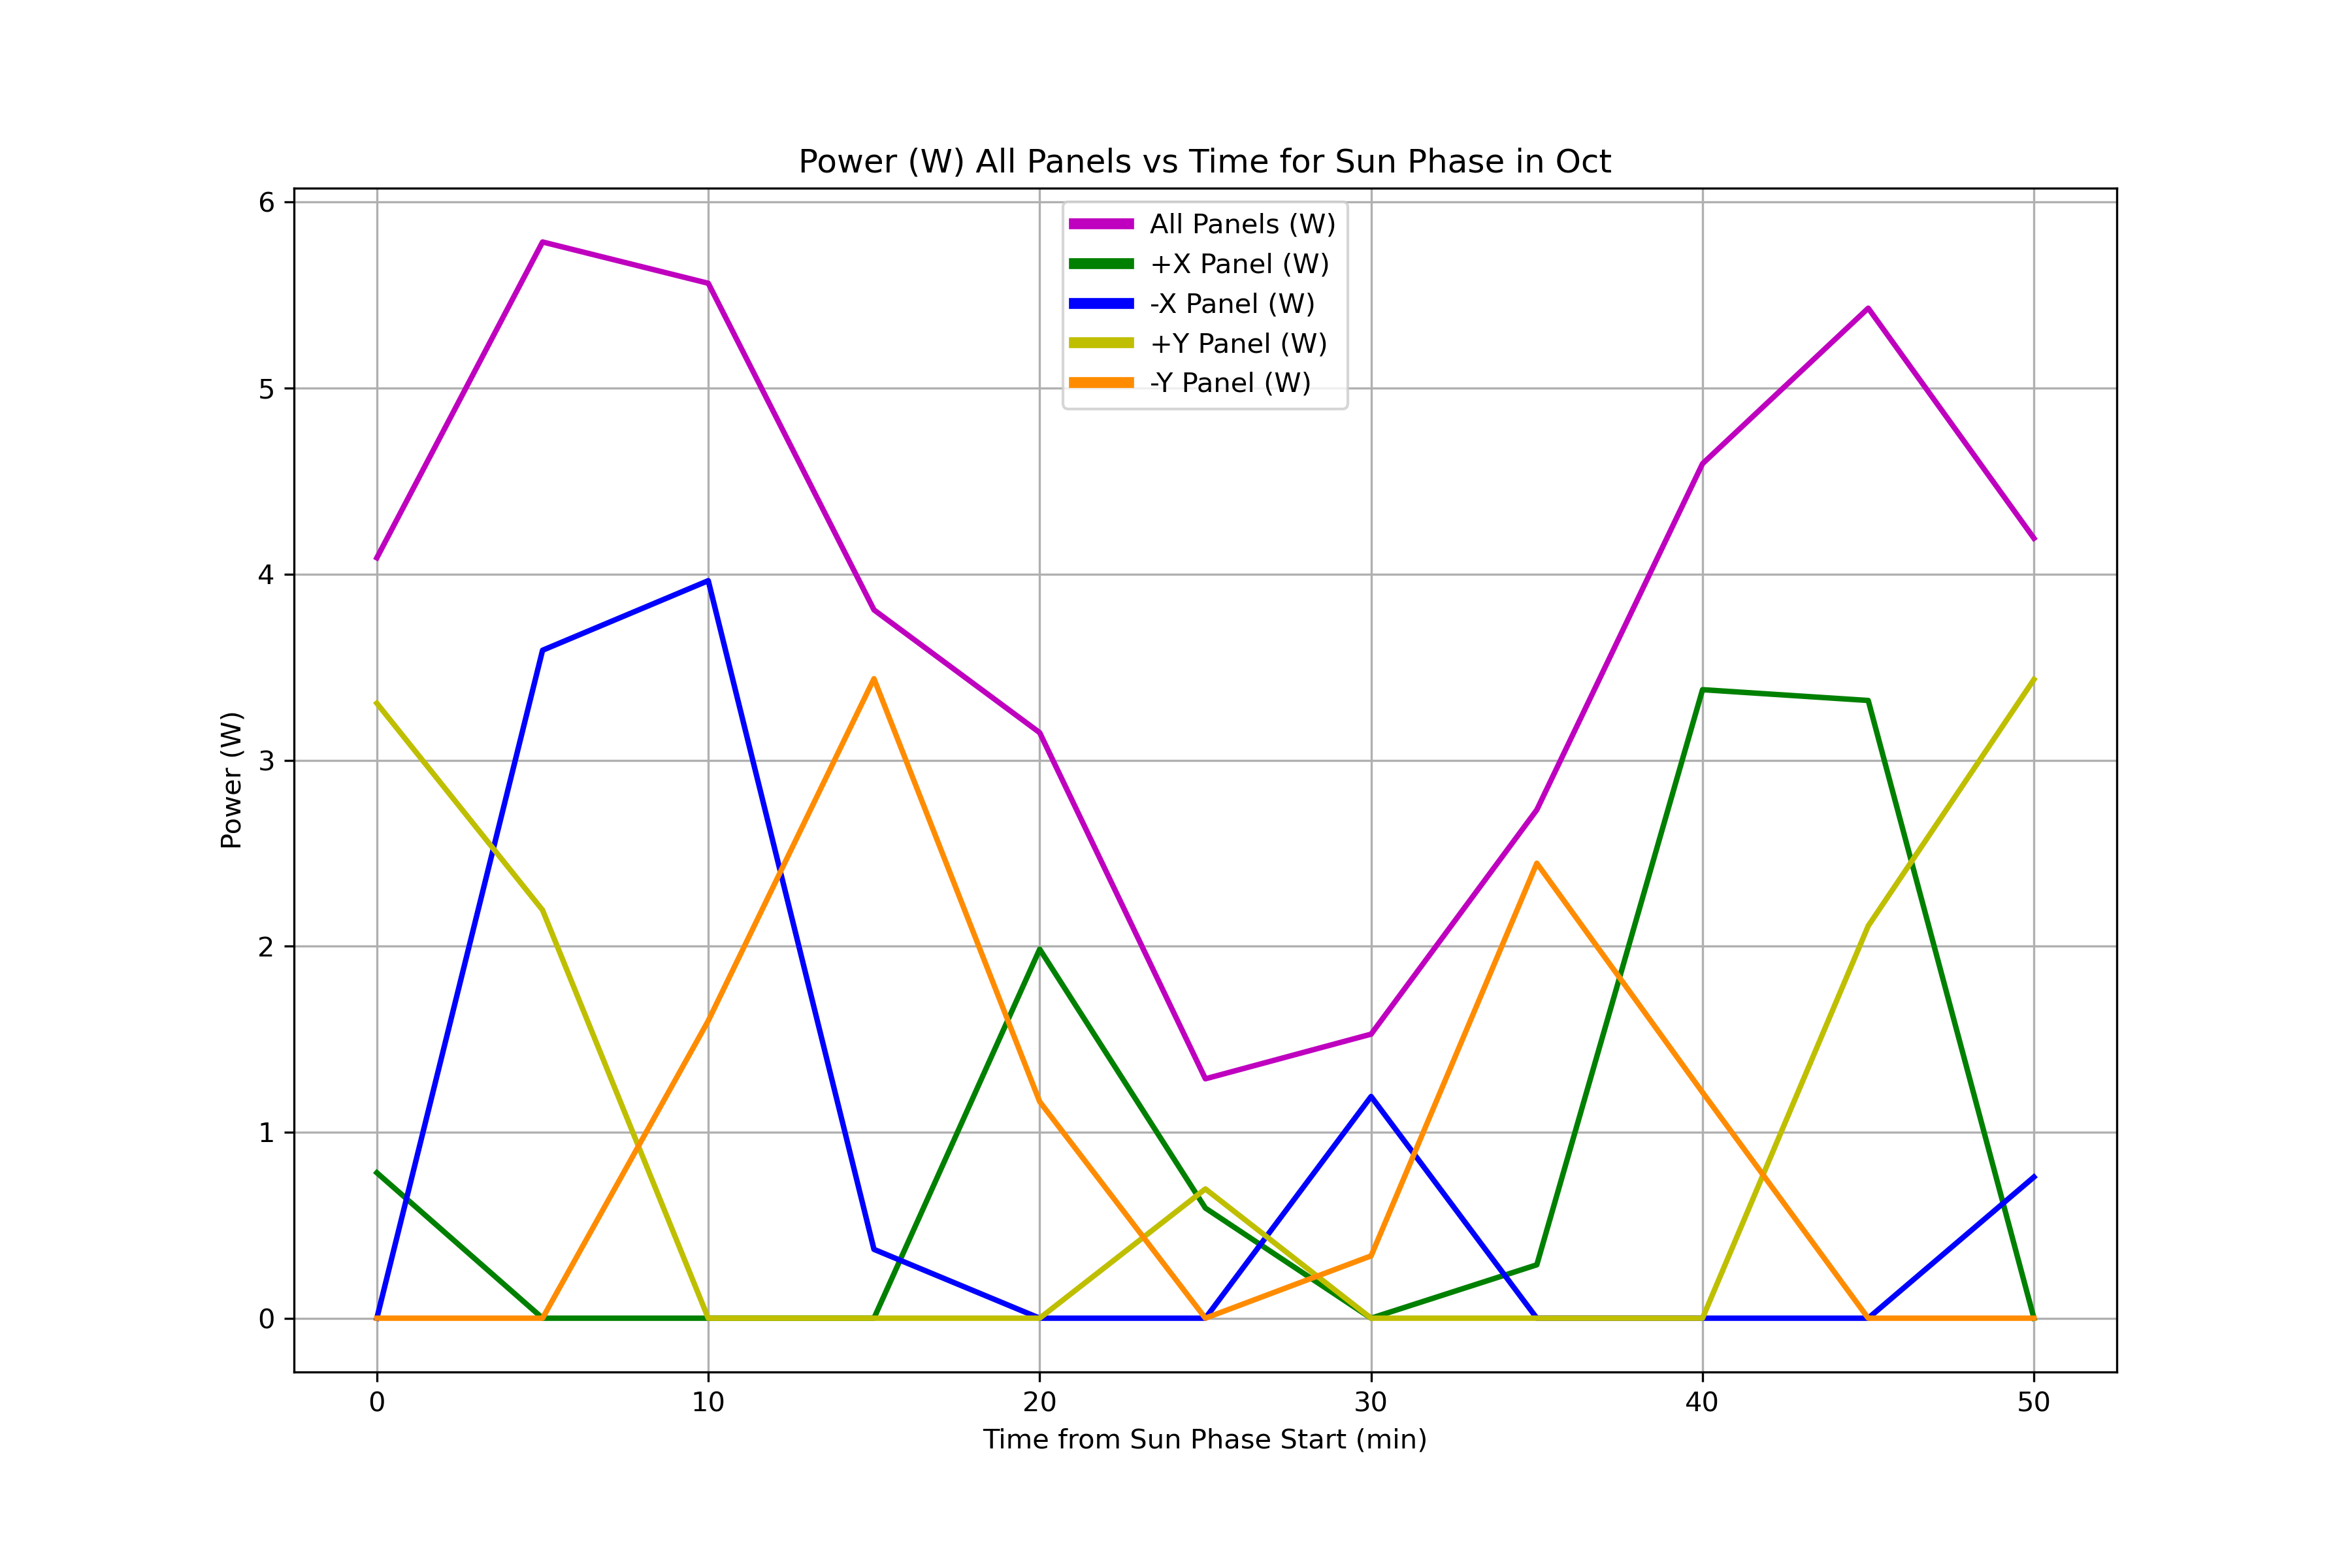 Power (W) All Panels vs Time for Sun Phase in Oct
All Panels (W)
+X Panel (W)
-X Panel (W)
+Y Panel (W)
-Y Panel (W)
Power (W)
6
5
4
3
2
1
0
0 10 20 30 40 50
Time from Sun Phase Start (min)